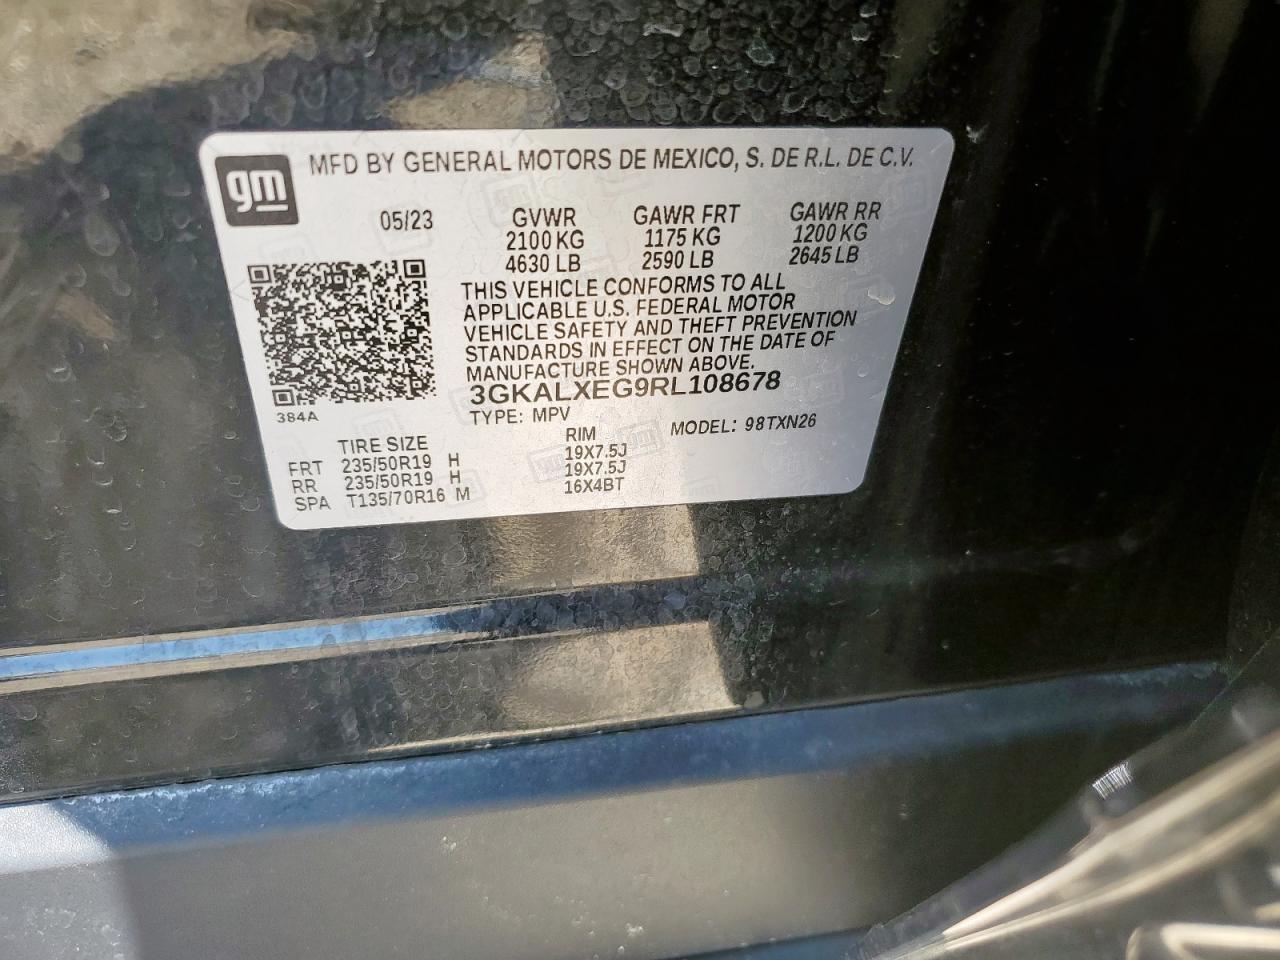 gm
MFD BY GENERAL MOTORS DE MEXICO, S. DE R.L. DE C.V.
05/23 GVWR GAWR FRT GAWR RR
2100 KG 1175 KG 1200 KG
4630 LB 2590 LB 2645 LB
THIS VEHICLE CONFORMS TO ALL
APPLICABLE U.S. FEDERAL MOTOR
VEHICLE SAFETY AND THEFT PREVENTION
STANDARDS IN EFFECT ON THE DATE OF
MANUFACTURE SHOWN ABOVE.
3GKALXEG9RL108678
384A
TYPE: MPV MODEL: 98TXN26
TIRE SIZE RIM
FRT 235/50R19 H 19X7.5J
RR 235/50R19 H 19X7.5J
SPA T135/70R16 M 16X4BT